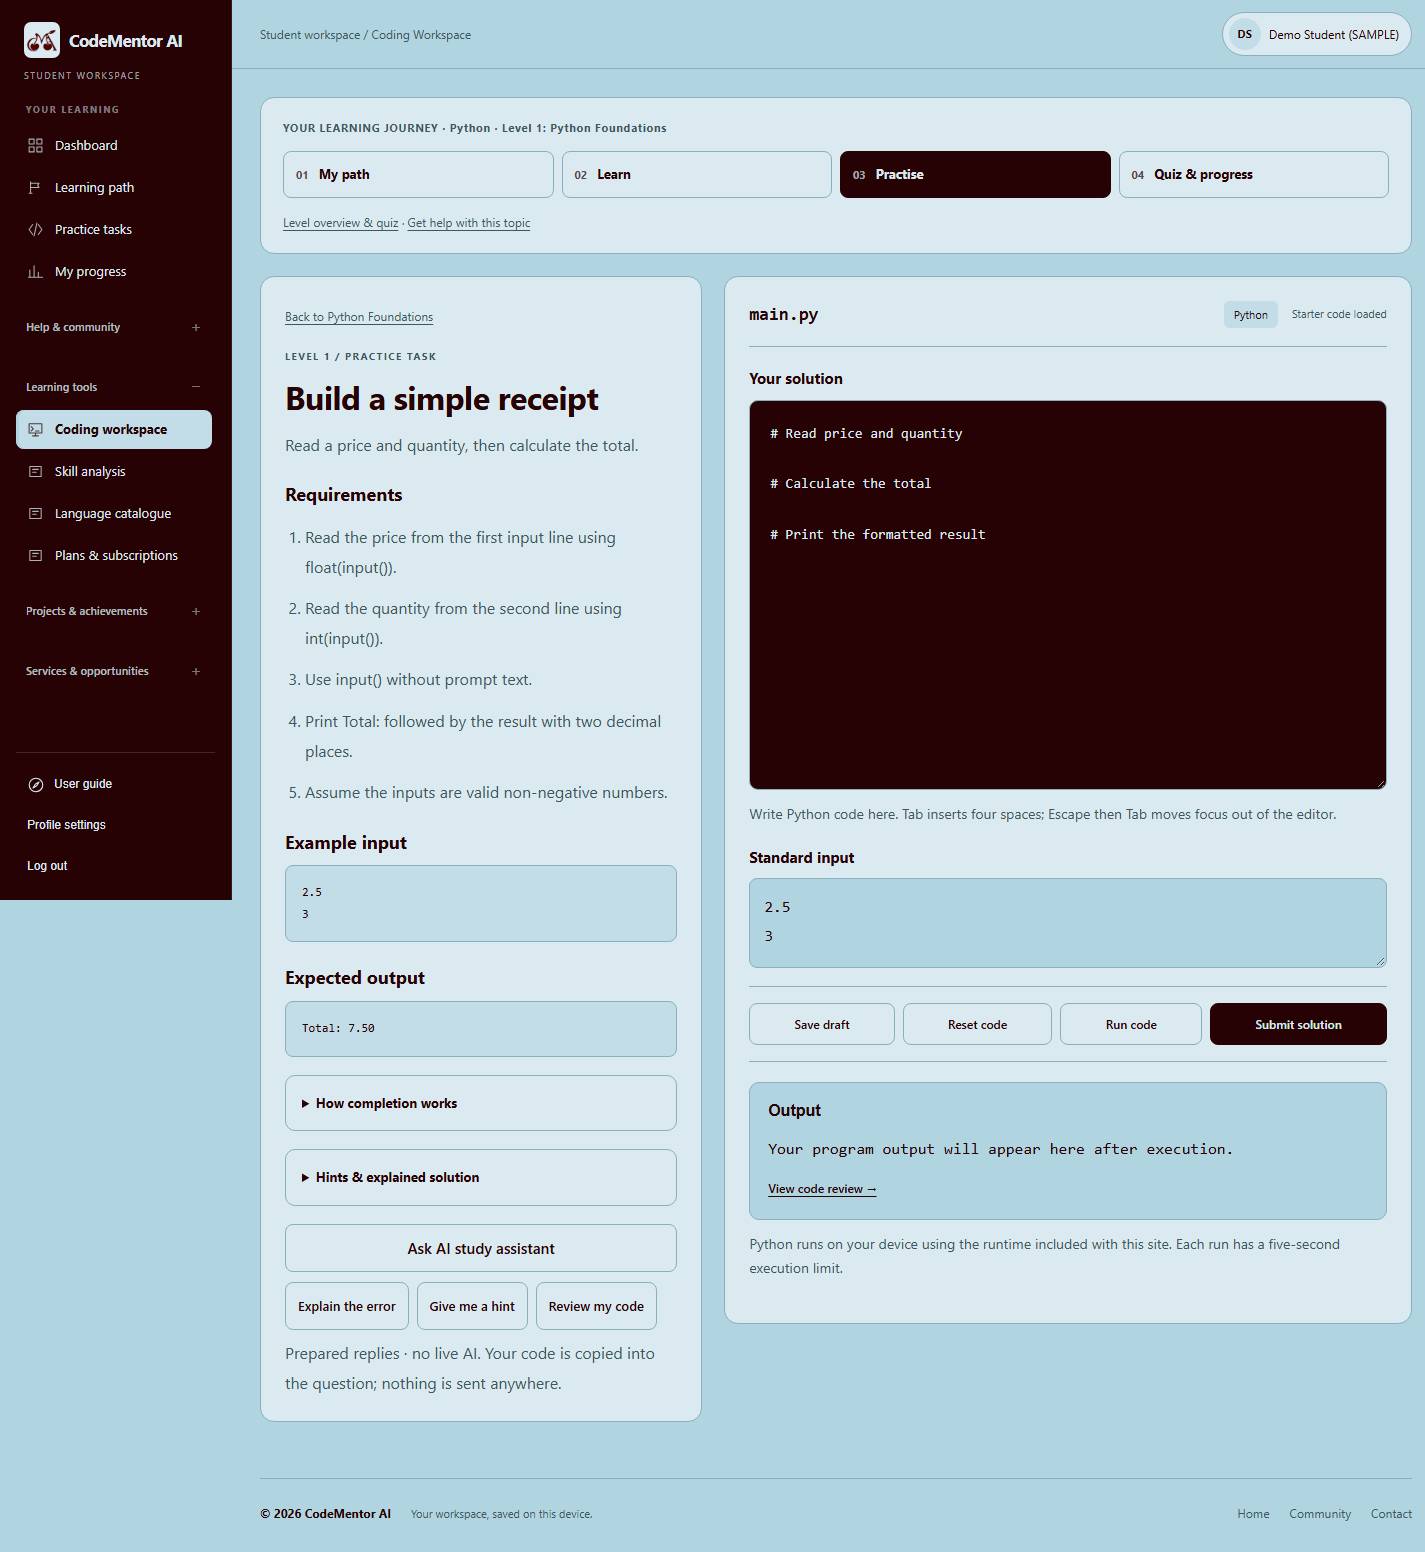 CodeMentor AI
STUDENT WORKSPACE
YOUR LEARNING
Dashboard
Learning path
Practice tasks
My progress
Help & community +
Learning tools −
Coding workspace
Skill analysis
Language catalogue
Plans & subscriptions
Projects & achievements +
Services & opportunities +
User guide
Profile settings
Log out
Student workspace / Coding Workspace
DS Demo Student (SAMPLE)
YOUR LEARNING JOURNEY · Python · Level 1: Python Foundations
01 My path
02 Learn
03 Practise
04 Quiz & progress
Level overview & quiz · Get help with this topic
Back to Python Foundations
LEVEL 1 / PRACTICE TASK
Build a simple receipt
Read a price and quantity, then calculate the total.
Requirements
1. Read the price from the first input line using
float(input()).
2. Read the quantity from the second line using
int(input()).
3. Use input() without prompt text.
4. Print Total: followed by the result with two decimal
places.
5. Assume the inputs are valid non-negative numbers.
Example input
2.5
3
Expected output
Total: 7.50
▶ How completion works
▶ Hints & explained solution
Ask AI study assistant
Explain the error
Give me a hint
Review my code
Prepared replies · no live AI. Your code is copied into
the question; nothing is sent anywhere.
main.py
Python
Starter code loaded
Your solution
# Read price and quantity
# Calculate the total
# Print the formatted result
Write Python code here. Tab inserts four spaces; Escape then Tab moves focus out of the editor.
Standard input
2.5
3
Save draft
Reset code
Run code
Submit solution
Output
Your program output will appear here after execution.
View code review →
Python runs on your device using the runtime included with this site. Each run has a five-second
execution limit.
© 2026 CodeMentor AI
Your workspace, saved on this device.
Home
Community
Contact